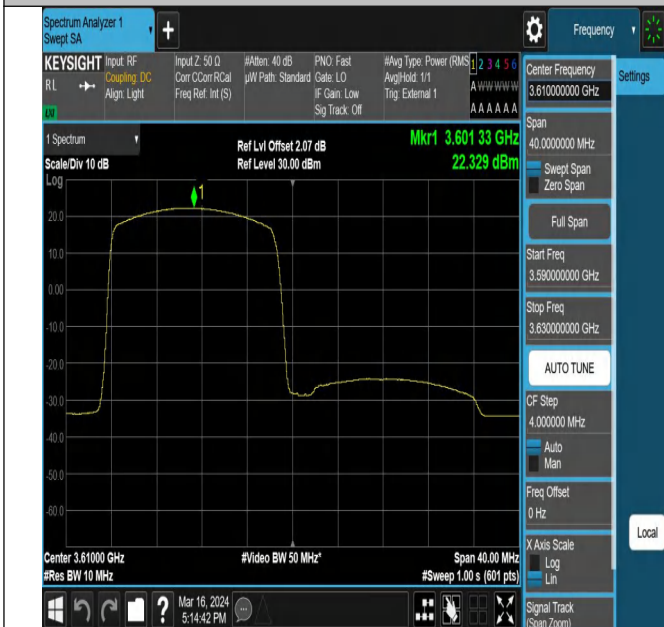 Spectrum Analyzer 1
Swept SA
+
Frequency
KEYSIGHT
RL
LXI
Input: RF
Coupling: DC
Align: Light
Input Z: 50 Ω
Corr CCorr RCal
Freq Ref: Int (S)
#Atten: 40 dB
µW Path: Standard
PNO: Fast
Gate: LO
IF Gain: Low
Sig Track: Off
#Avg Type: Power (RMS
Avg|Hold: 1/1
Trig: External 1
1 2 3 4 5 6
A W W W W W
A A A A A A
1 Spectrum
Scale/Div 10 dB
Log
Ref Lvl Offset 2.07 dB
Ref Level 30.00 dBm
Mkr1 3.601 33 GHz
22.329 dBm
1
20.0
10.0
0.00
-10.0
-20.0
-30.0
-40.0
-50.0
-60.0
Center 3.61000 GHz
#Res BW 10 MHz
#Video BW 50 MHz*
Span 40.00 MHz
#Sweep 1.00 s (601 pts)
?
Mar 16, 2024
5:14:42 PM
Center Frequency
3.610000000 GHz
Settings
Span
40.0000000 MHz
Swept Span
Zero Span
Full Span
Start Freq
3.590000000 GHz
Stop Freq
3.630000000 GHz
AUTO TUNE
CF Step
4.000000 MHz
Auto
Man
Freq Offset
0 Hz
Local
X Axis Scale
Log
Lin
Signal Track
(Span Zoom)